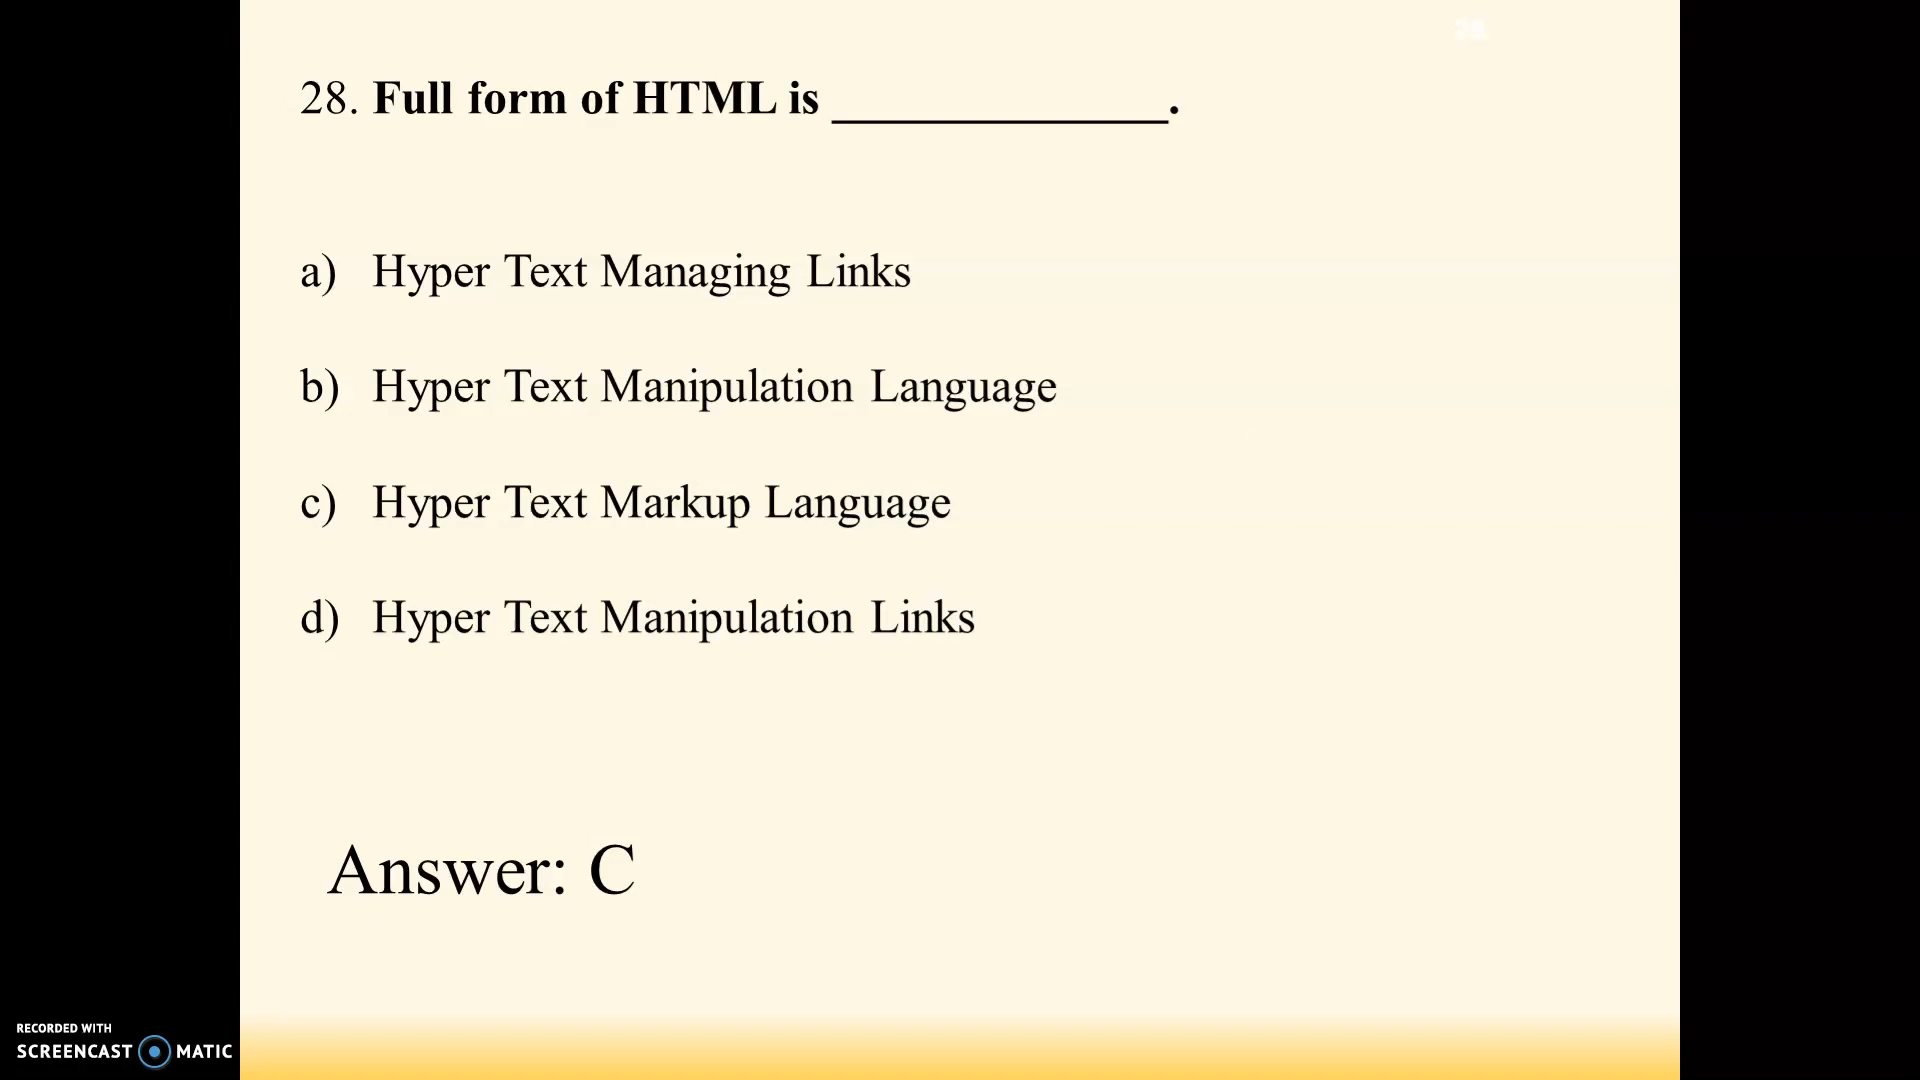 28. Full form of HTML is ______________.
a) Hyper Text Managing Links
b) Hyper Text Manipulation Language
c) Hyper Text Markup Language
d) Hyper Text Manipulation Links
Answer: C
RECORDED WITH
SCREENCAST MATIC